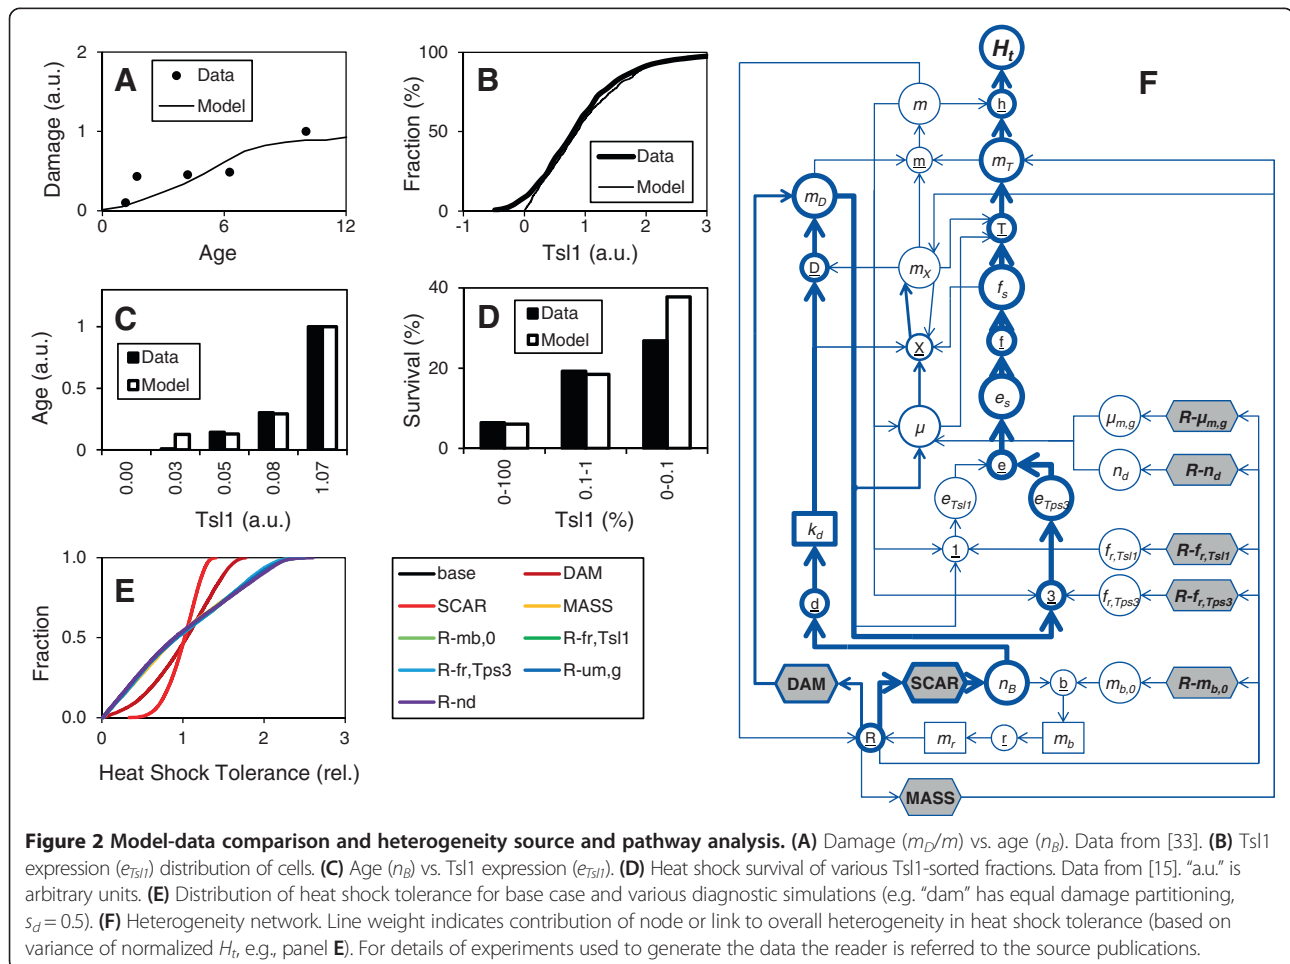 A
Damage (a.u.)
2
1
0
Data
Model
0
6
12
Age
B
Fraction (%)
100
50
0
Data
Model
-1
0
1
2
3
Tsl1 (a.u.)
C
Age (a.u.)
1
0.5
0
Data
Model
0.00
0.03
0.05
0.08
1.07
Tsl1 (a.u.)
D
Survival (%)
40
20
0
Data
Model
0-100
0.1-1
0-0.1
Tsl1 (%)
E
Fraction
1.0
0.5
0.0
0
1
2
3
Heat Shock Tolerance (rel.)
base
DAM
SCAR
MASS
R-mb,0
R-fr,Tsl1
R-fr,Tps3
R-um,g
R-nd
F
Ht
m
h
m
mT
mD
T
D
mX
fs
X
f
es
μ
μm,g
R-μm,g
e
nd
R-nd
eTsl1
eTps3
kd
1
fr,Tsl1
R-fr,Tsl1
d
3
fr,Tps3
R-fr,Tps3
DAM
SCAR
nB
b
mb,0
R-mb,0
R
mr
r
mb
MASS
Figure 2 Model-data comparison and heterogeneity source and pathway analysis. (A) Damage (mD/m) vs. age (nB). Data from [33]. (B) Tsl1
expression (eTsl1) distribution of cells. (C) Age (nB) vs. Tsl1 expression (eTsl1). (D) Heat shock survival of various Tsl1-sorted fractions. Data from [15]. “a.u.” is
arbitrary units. (E) Distribution of heat shock tolerance for base case and various diagnostic simulations (e.g. “dam” has equal damage partitioning,
sd = 0.5). (F) Heterogeneity network. Line weight indicates contribution of node or link to overall heterogeneity in heat shock tolerance (based on
variance of normalized Ht, e.g., panel E). For details of experiments used to generate the data the reader is referred to the source publications.